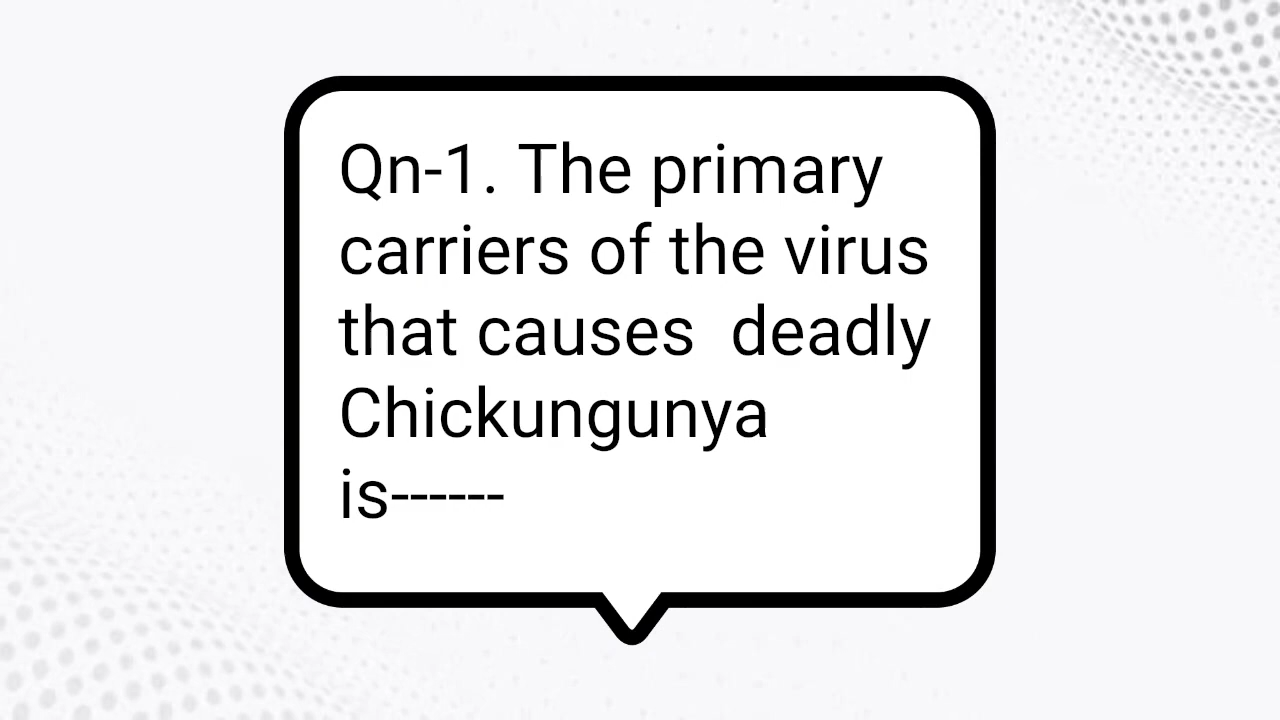 Qn-1. The primary
carriers of the virus
that causes  deadly
Chickungunya
is------